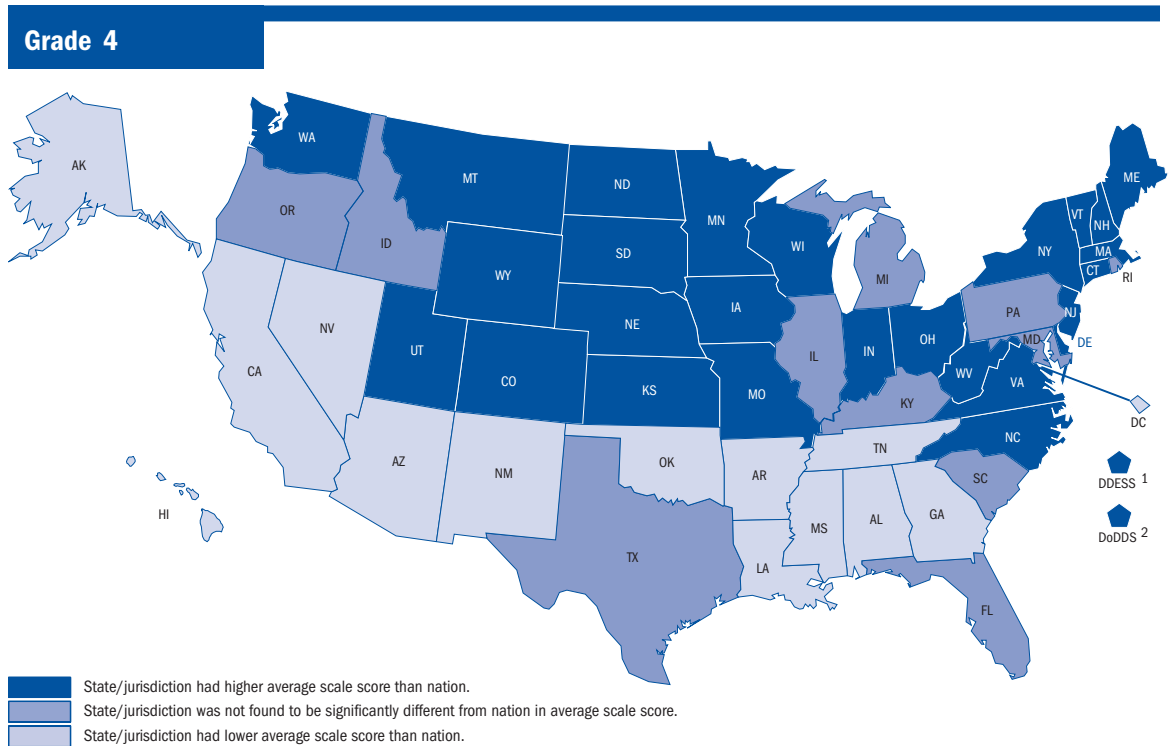 Grade 4
AK
WA
MT
ND
MN
ME
VT
NH
OR
ID
WY
SD
WI
NY
MA
CT
RI
MI
NV
UT
CO
NE
IA
PA
NJ
CA
KS
MO
IL
IN
OH
MD
DE
WV
VA
KY
DC
AZ
NM
OK
AR
TN
NC
DDESS 1
HI
TX
LA
MS
AL
GA
SC
DoDDS 2
FL
State/jurisdiction had higher average scale score than nation.
State/jurisdiction was not found to be significantly different from nation in average scale score.
State/jurisdiction had lower average scale score than nation.